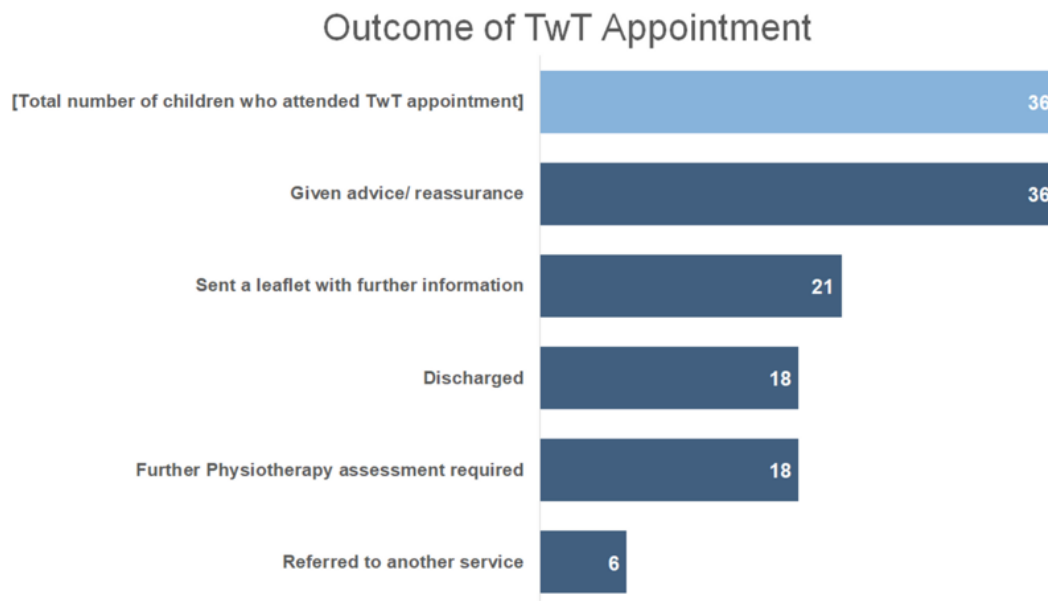 Outcome of TwT Appointment
[Total number of children who attended TwT appointment] 36
Given advice/ reassurance 36
Sent a leaflet with further information 21
Discharged 18
Further Physiotherapy assessment required 18
Referred to another service 6